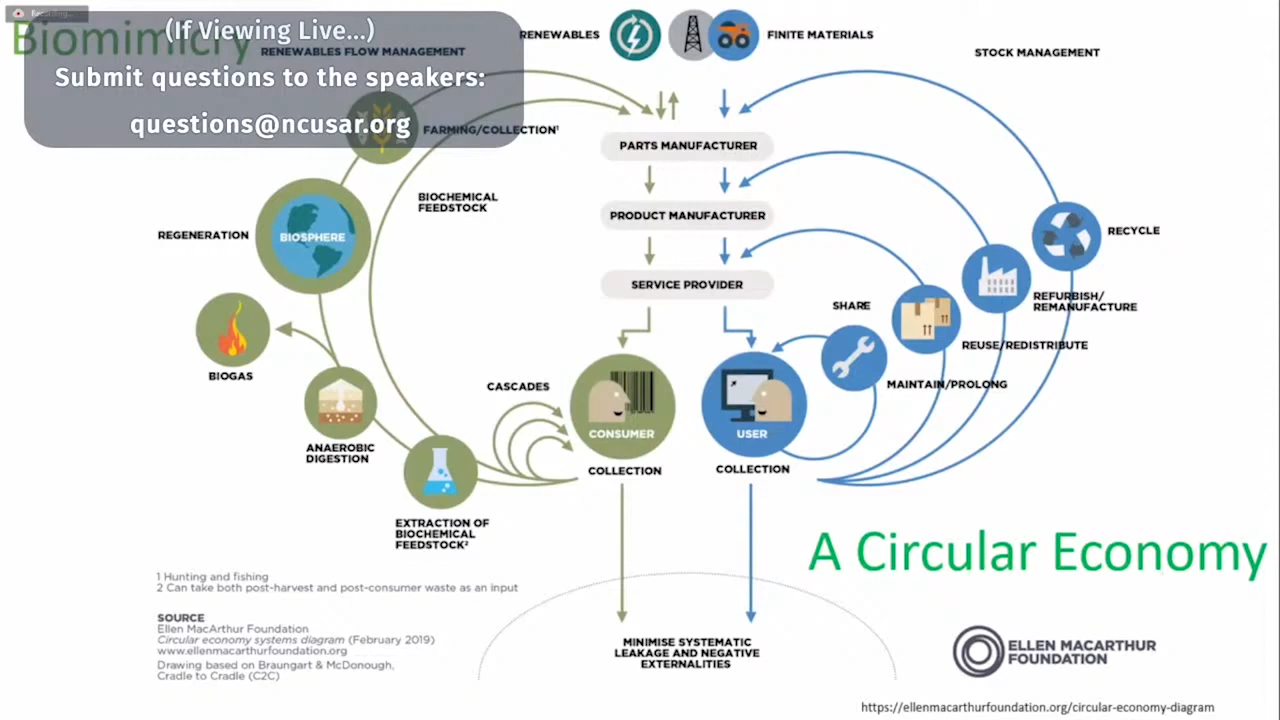 Recording...
Biomimicry
(If Viewing Live...)
Submit questions to the speakers:
questions@ncusar.org
RENEWABLES FLOW MANAGEMENT
RENEWABLES
FINITE MATERIALS
STOCK MANAGEMENT
FARMING/COLLECTION¹
PARTS MANUFACTURER
BIOCHEMICAL
FEEDSTOCK
PRODUCT MANUFACTURER
REGENERATION
BIOSPHERE
RECYCLE
SERVICE PROVIDER
SHARE
REFURBISH/
REMANUFACTURE
REUSE/REDISTRIBUTE
BIOGAS
CASCADES
MAINTAIN/PROLONG
CONSUMER
USER
ANAEROBIC
DIGESTION
COLLECTION
COLLECTION
EXTRACTION OF
BIOCHEMICAL
FEEDSTOCK²
A Circular Economy
1 Hunting and fishing
2 Can take both post-harvest and post-consumer waste as an input
SOURCE
Ellen MacArthur Foundation
Circular economy systems diagram (February 2019)
www.ellenmacarthurfoundation.org
Drawing based on Braungart & McDonough,
Cradle to Cradle (C2C)
MINIMISE SYSTEMATIC
LEAKAGE AND NEGATIVE
EXTERNALITIES
ELLEN MACARTHUR
FOUNDATION
https://ellenmacarthurfoundation.org/circular-economy-diagram